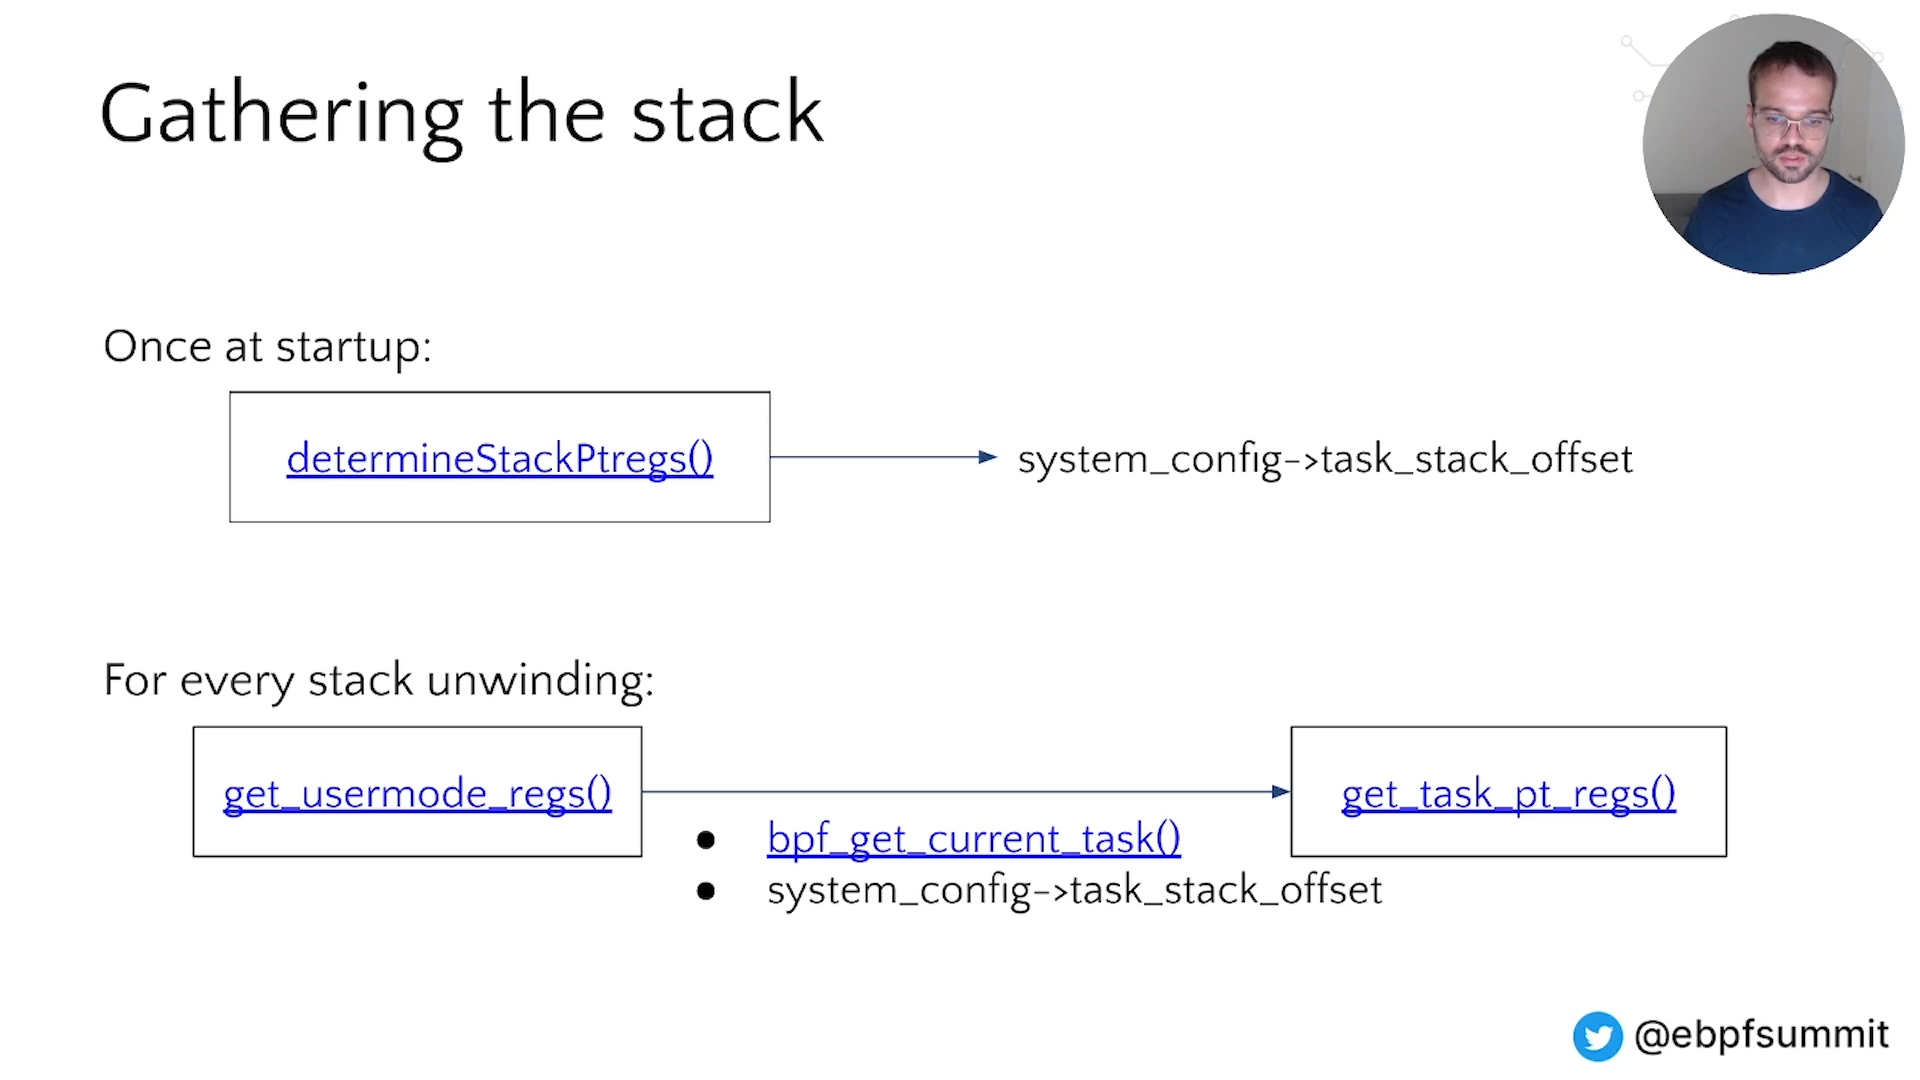 Gathering the stack
Once at startup:
determineStackPtregs()
system_config->task_stack_offset
For every stack unwinding:
get_usermode_regs()
get_task_pt_regs()
● bpf_get_current_task()
● system_config->task_stack_offset
@ebpfsummit